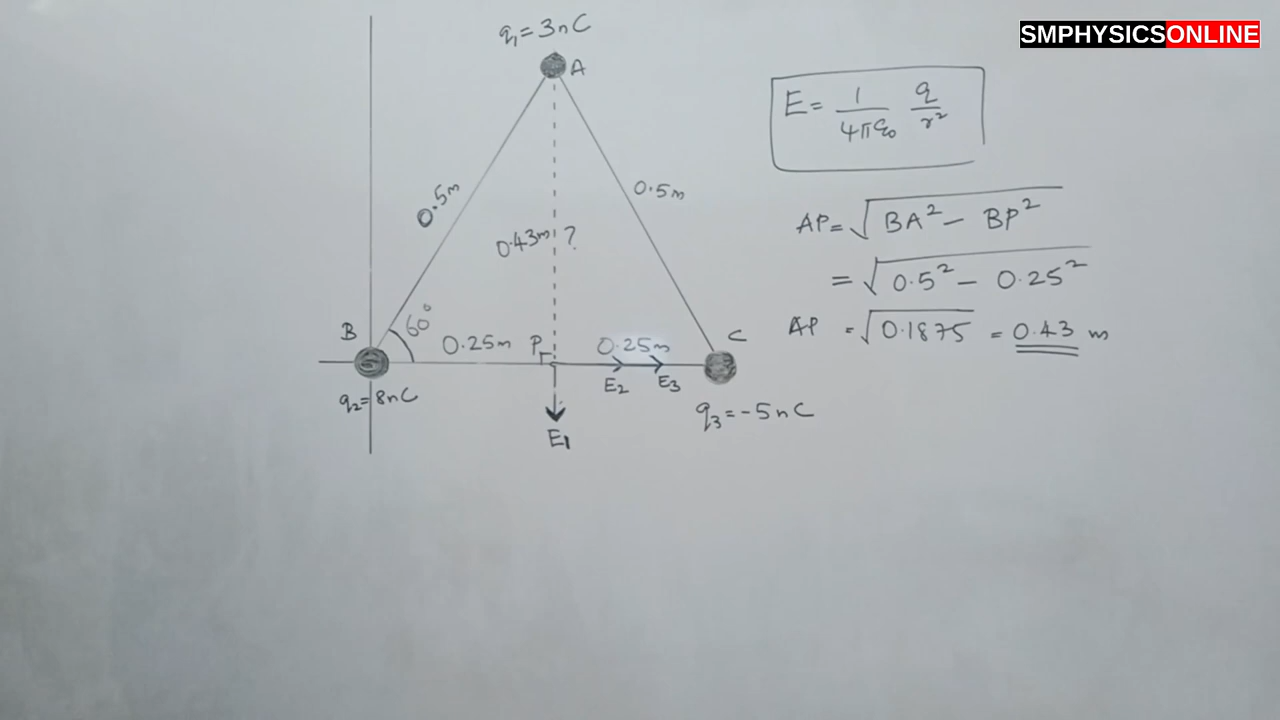 SMPHYSICSONLINE
q₁ = 3nC
A
E = 1/4πε₀ q/r²
0.5m
0.5m
AP = √BA² - BP²
0.43m ?
= √0.5² - 0.25²
B
60°
0.25m
P
0.25m
C
AP = √0.1875 = 0.43 m
E₂
E₃
q₂ = 8nC
q₃ = -5nC
E₁